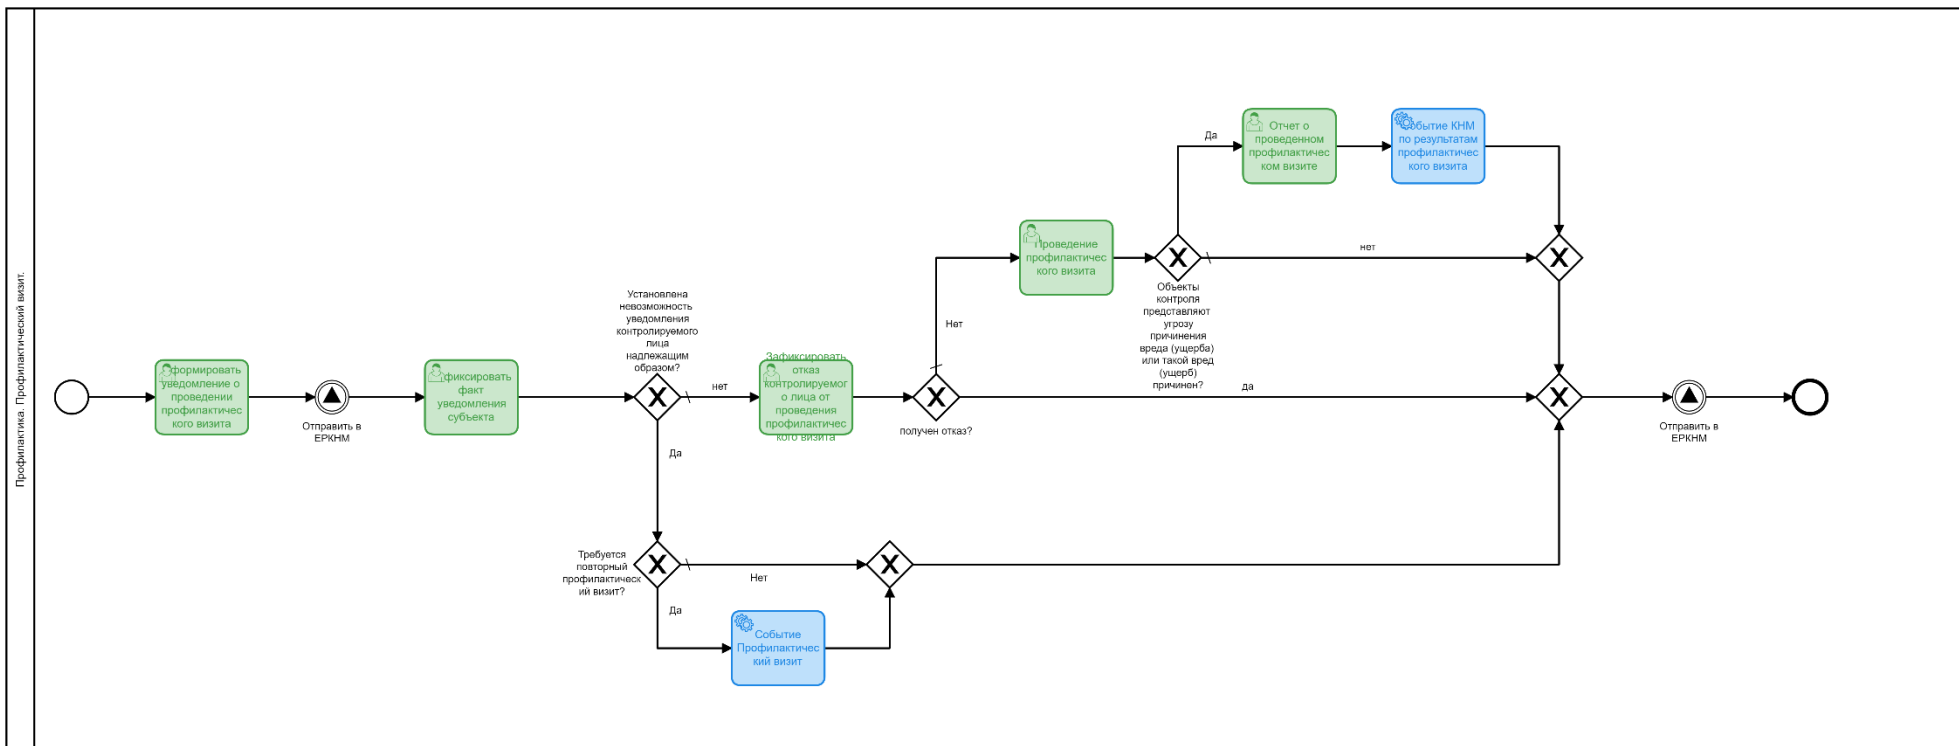 Профилактика. Профилактический визит.
Сформировать
уведомление о
проведении
профилактичес
кого визита
Отправить в
ЕРКНМ
Зафиксировать
факт
уведомления
субъекта
Установлена
невозможность
уведомления
контролируемого
лица
надлежащим
образом?
нет
Да
Зафиксировать
отказ
контролируемог
о лица от
проведения
профилактичес
кого визита
получен отказ?
Нет
да
Проведение
профилактичес
кого визита
Объекты
контроля
представляют
угрозу
причинения
вреда (ущерба)
или такой вред
(ущерб)
причинен?
Да
нет
Отчет о
проведенном
профилактичес
ком визите
Событие КНМ
по результатам
профилактичес
кого визита
Требуется
повторный
профилактическ
ий визит?
Нет
Да
Событие
Профилактичес
кий визит
Отправить в
ЕРКНМ